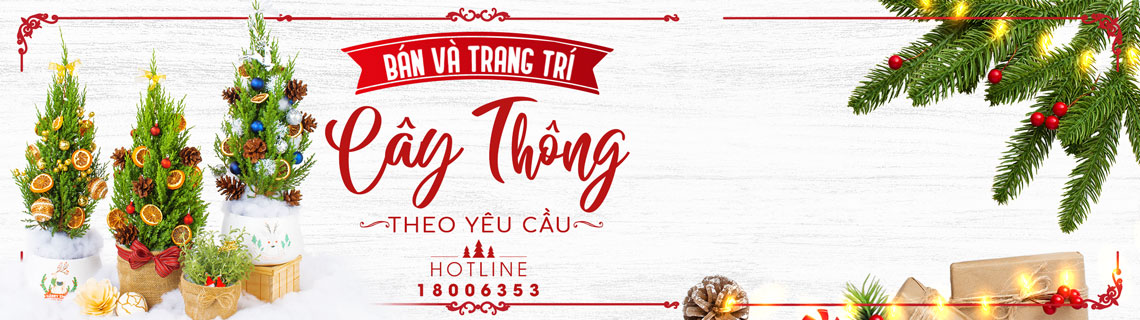 BÁN VÀ TRANG TRÍ
Cây Thông
THEO YÊU CẦU
HOTLINE
18006353